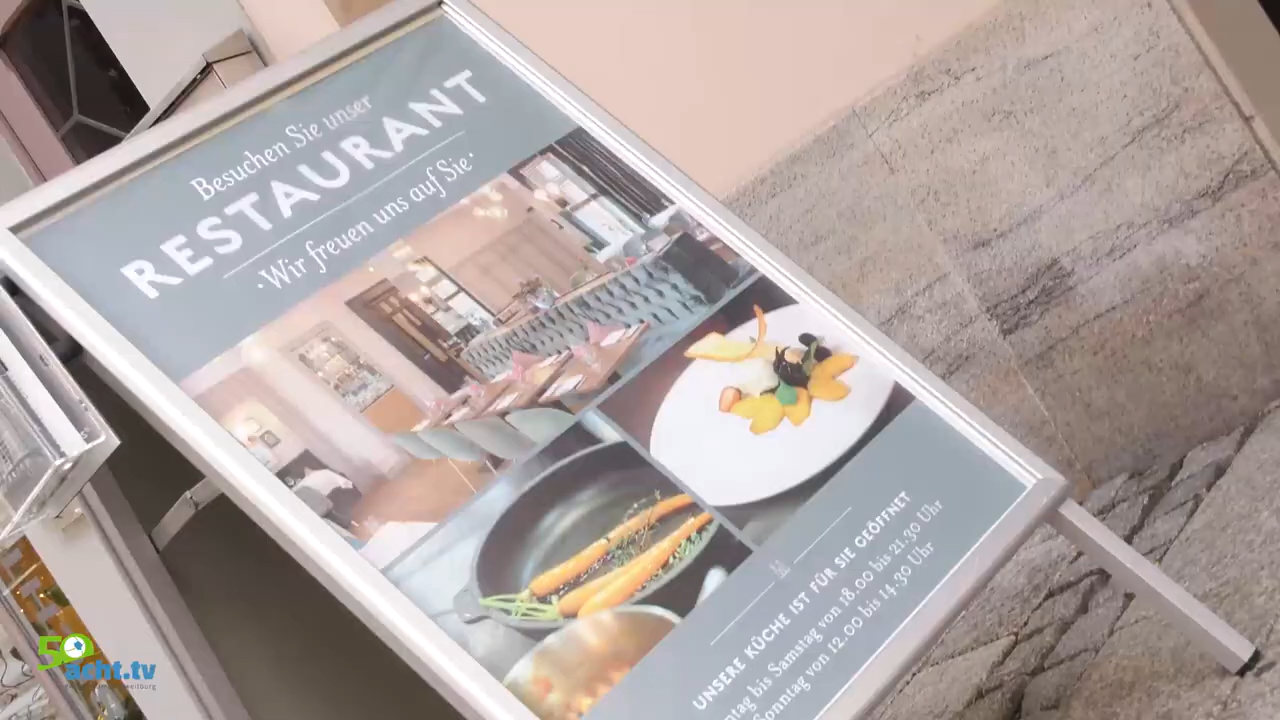 Besuchen Sie unser
RESTAURANT
·Wir freuen uns auf Sie·
UNSERE KÜCHE IST FÜR SIE GEÖFFNET
bis Samstag von 18.00 bis 21.30 Uhr
Sonntag von 12.00 bis 14.30 Uhr
50
acht.tv